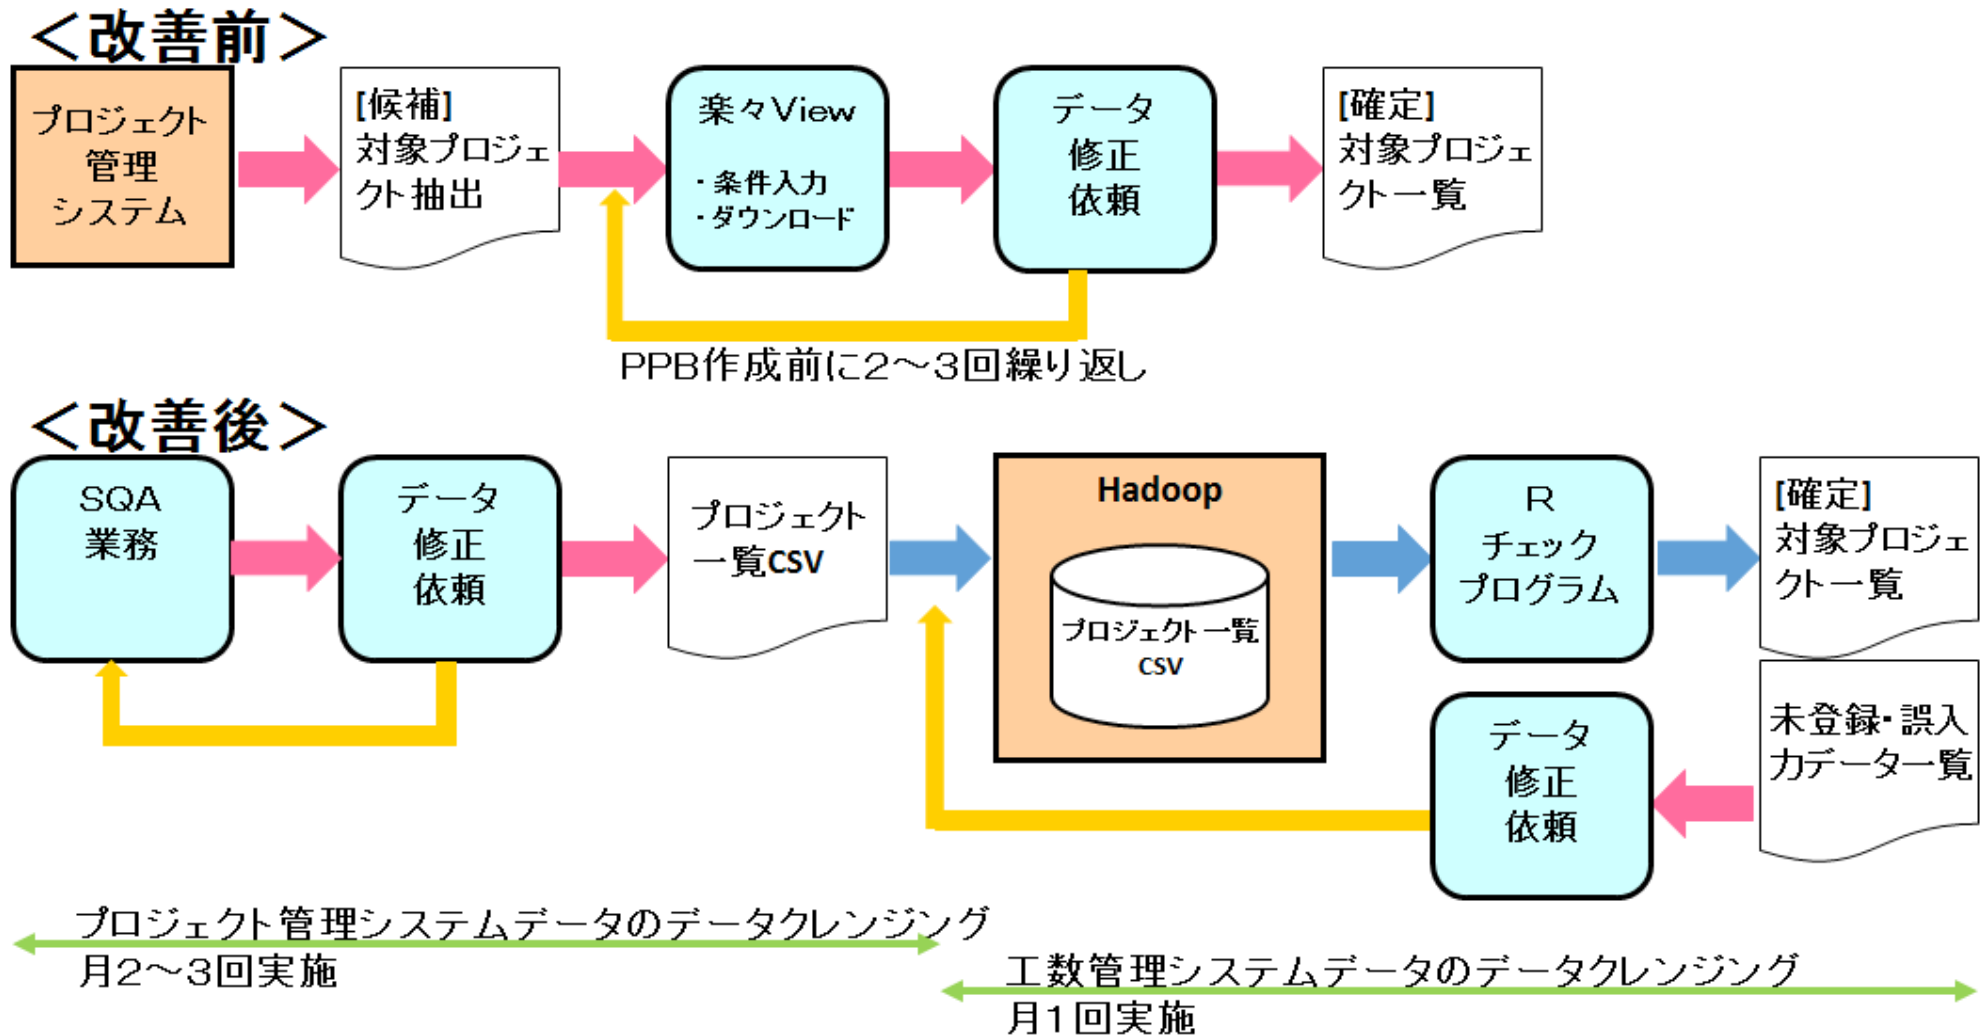 ＜改善前＞
プロジェクト
管理
システム
[候補]
対象プロジェ
クト抽出
楽々View
・条件入力
・ダウンロード
データ
修正
依頼
[確定]
対象プロジェ
クト一覧
PPB作成前に2～3回繰り返し
＜改善後＞
SQA
業務
データ
修正
依頼
プロジェクト
一覧CSV
Hadoop
プロジェクト一覧
CSV
R
チェック
プログラム
[確定]
対象プロジェ
クト一覧
未登録・誤入
力データ一覧
データ
修正
依頼
プロジェクト管理システムデータのデータクレンジング
月2～3回実施
工数管理システムデータのデータクレンジング
月1回実施